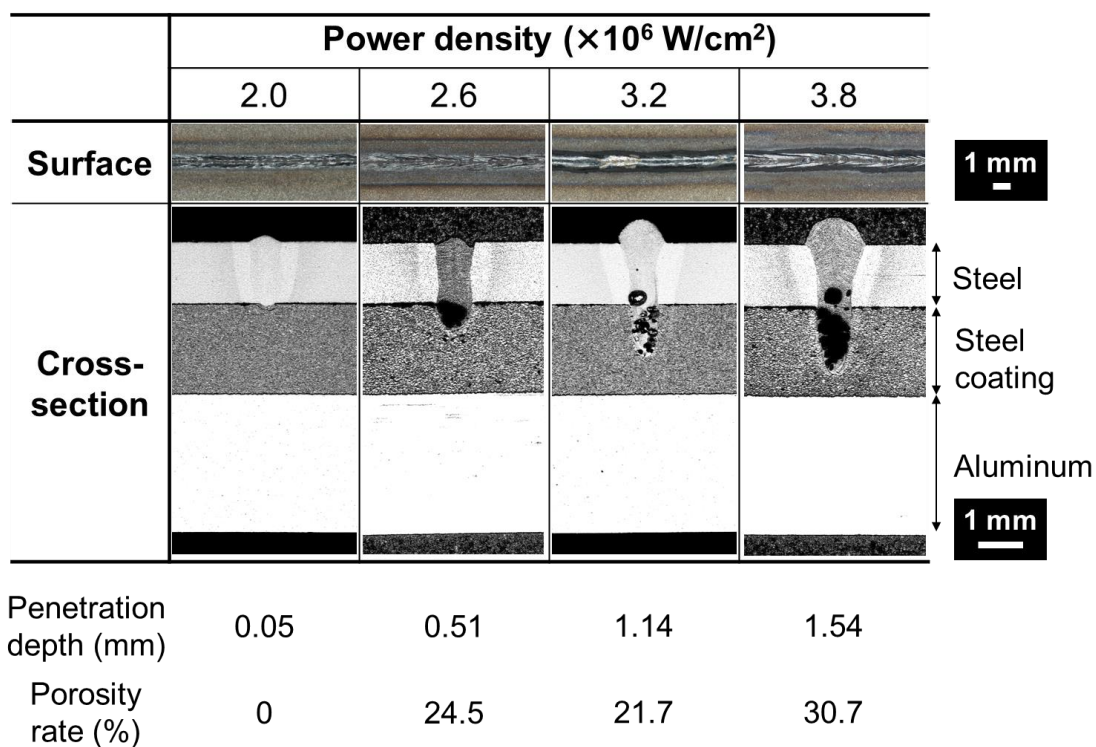 Power density (×10⁶ W/cm²)
2.0 2.6 3.2 3.8
Surface
1 mm
Cross-
section
Steel
Steel
coating
Aluminum
1 mm
Penetration
depth (mm)
0.05 0.51 1.14 1.54
Porosity
rate (%)
0 24.5 21.7 30.7